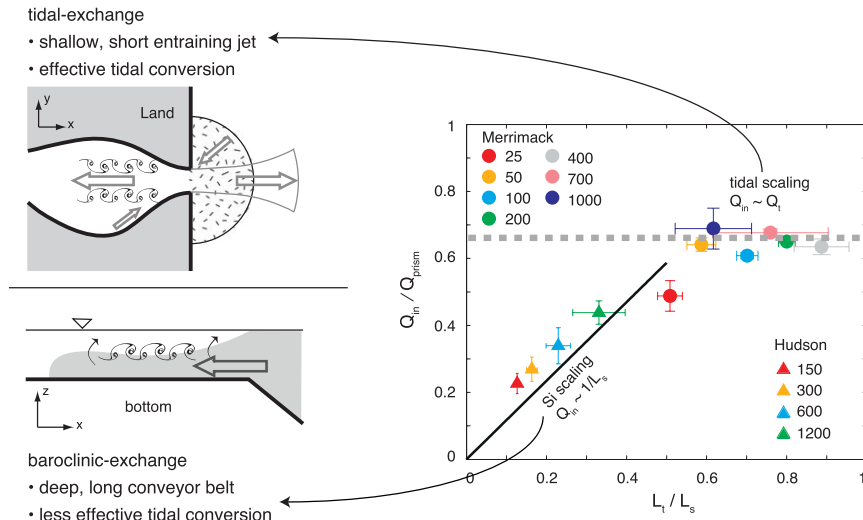 tidal-exchange
• shallow, short entraining jet
• effective tidal conversion
y
x
Land
baroclinic-exchange
• deep, long conveyor belt
• less effective tidal conversion
z
x
bottom
1
0.8
0.6
0.4
0.2
0
Q_in / Q_prism
Merrimack
25
50
100
200
400
700
1000
tidal scaling
Q_in ~ Q_t
Si scaling
Q_in ~ 1/L_s
Hudson
150
300
600
1200
0
0.2
0.4
0.6
0.8
1
L_t / L_s